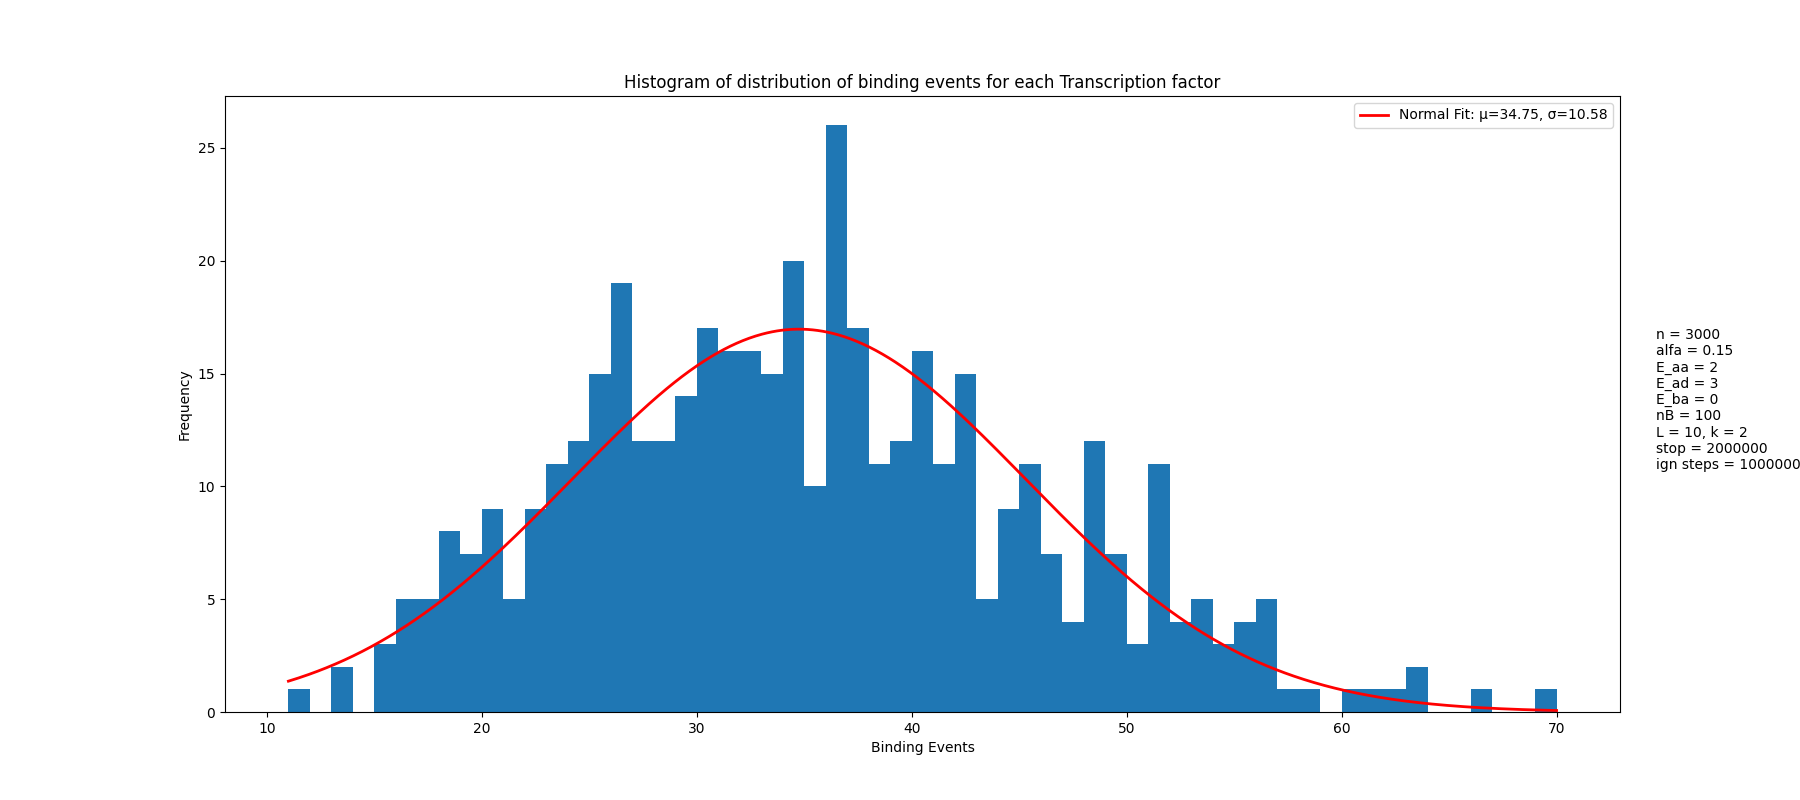 Histogram of distribution of binding events for each Transcription factor
Normal Fit: μ=34.75, σ=10.58
25
20
15
10
5
0
Frequency
10 20 30 40 50 60 70
Binding Events
n = 3000
alfa = 0.15
E_aa = 2
E_ad = 3
E_ba = 0
nB = 100
L = 10, k = 2
stop = 2000000
ign steps = 1000000